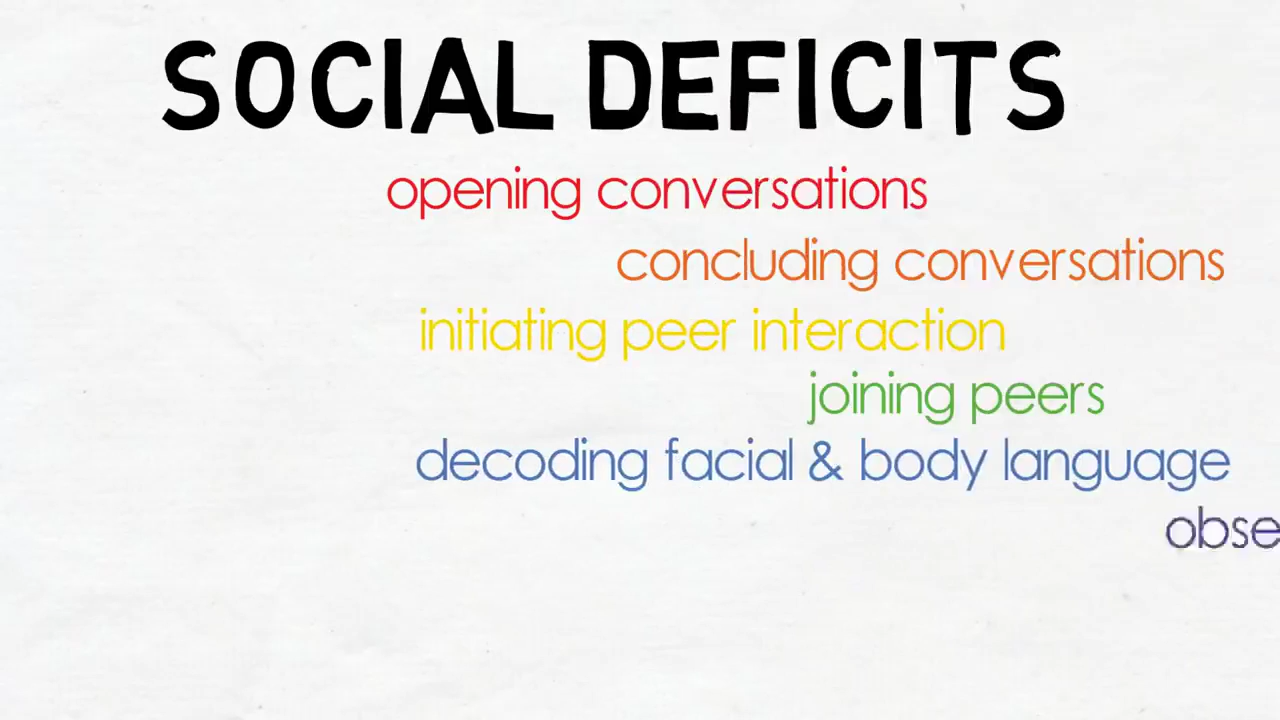 SOCIAL DEFICITS
opening conversations
concluding conversations
initiating peer interaction
joining peers
decoding facial & body language